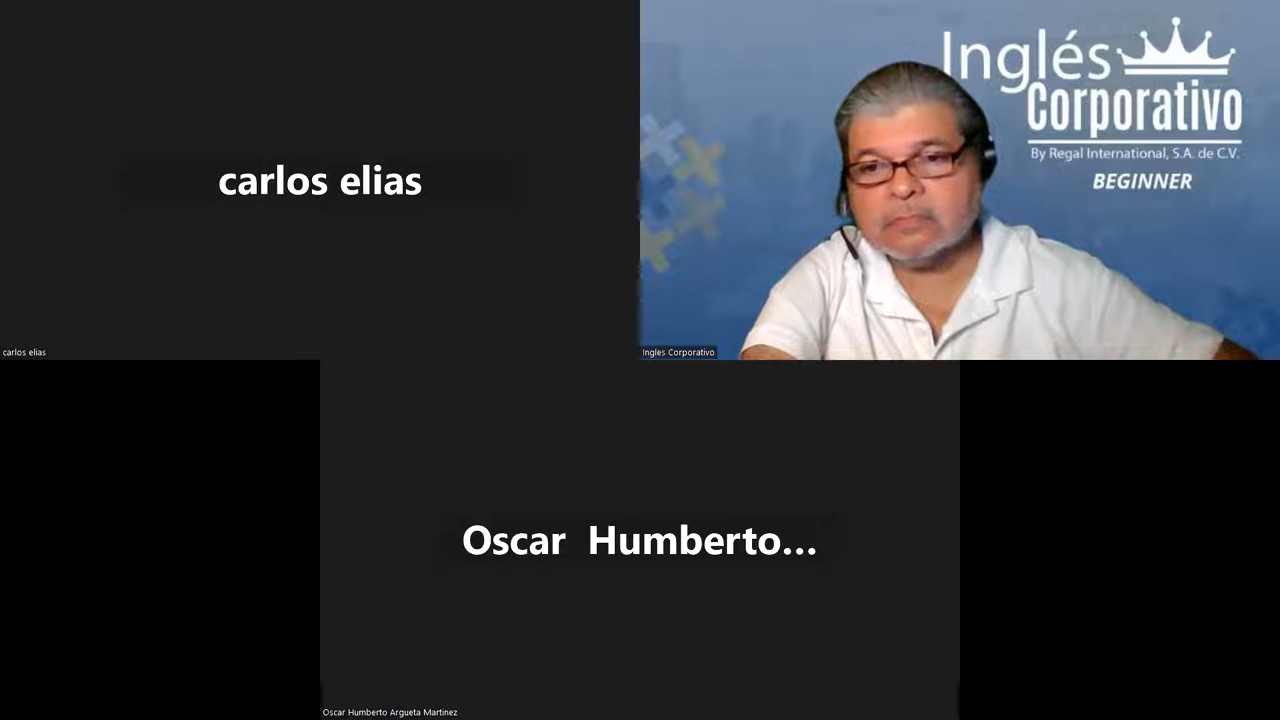 carlos elias
carlos elias
Inglés
Corporativo
By Regal International, S.A. de C.V.
BEGINNER
Ingles Corporativo
Oscar Humberto...
Oscar Humberto Argueta Martinez